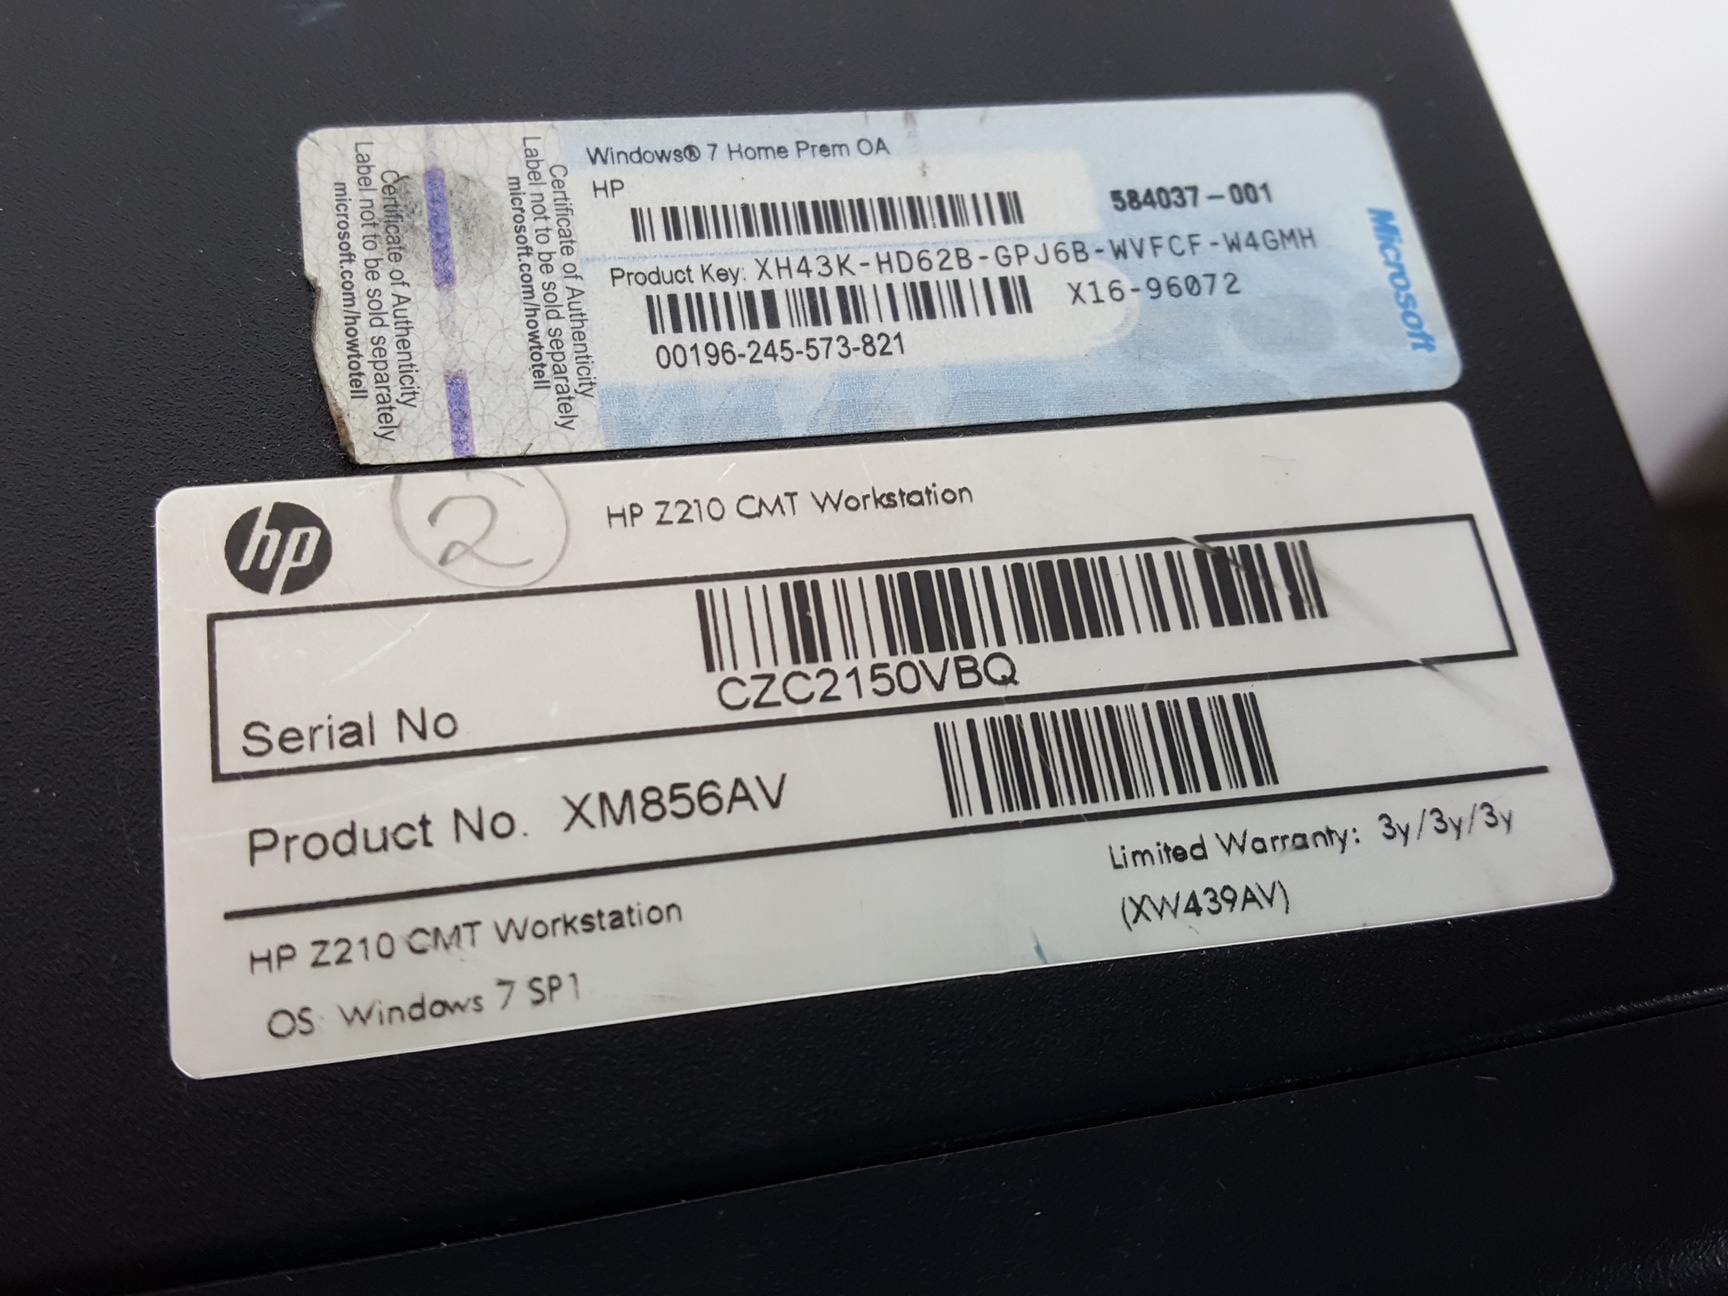 Windows® 7 Home Prem OA
HP
584037-001
Product Key: XH43K-HD62B-GPJ6B-WVFCF-W4GMH
X16-96072
00196-245-573-821
Microsoft
Certificate of Authenticity
Label not to be sold separately
microsoft.com/howtotell
Certificate of Authenticity
Label not to be sold separately
microsoft.com/howtotell
hp
2
HP Z210 CMT Workstation
CZC2150VBQ
Serial No
Product No. XM856AV
Limited Warranty: 3y/3y/3y
(XW439AV)
HP Z210 CMT Workstation
OS: Windows 7 SP1